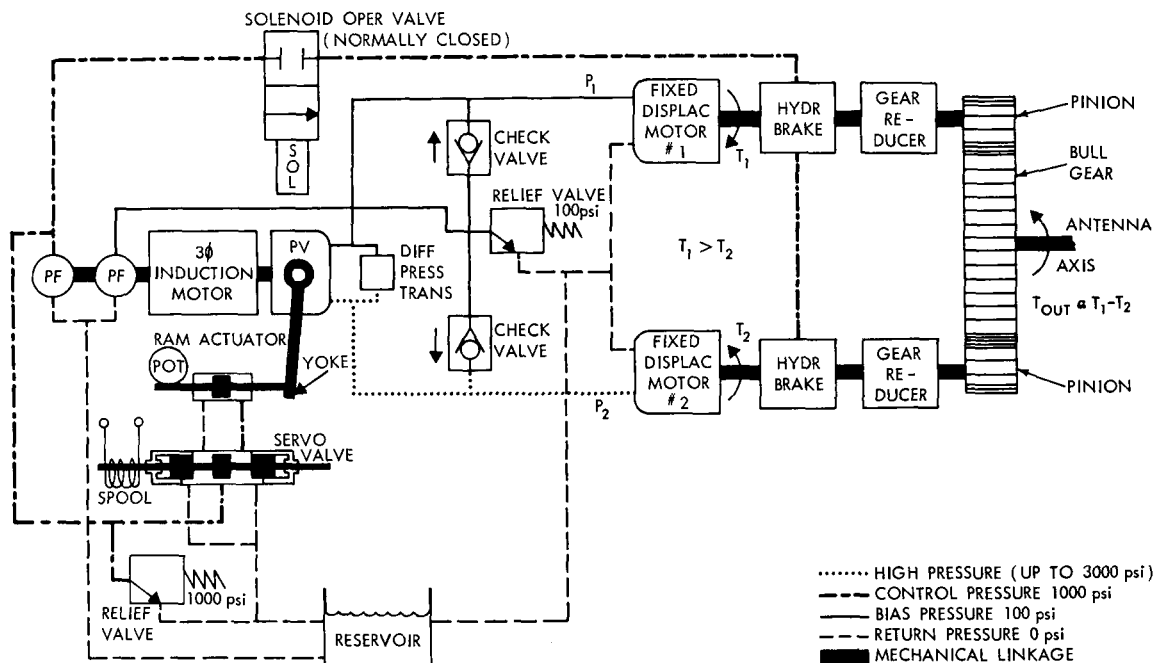 SOLENOID OPER VALVE
(NORMALLY CLOSED)
SOL
P1
FIXED
DISPLAC
MOTOR
#1
T1
HYDR
BRAKE
GEAR
RE-
DUCER
PINION
BULL
GEAR
CHECK
VALVE
RELIEF VALVE
100psi
T1 > T2
ANTENNA
AXIS
TOUT α T1-T2
PF
PF
3ϕ
INDUCTION
MOTOR
PV
DIFF
PRESS
TRANS
RAM ACTUATOR
POT
YOKE
CHECK
VALVE
FIXED
DISPLAC
MOTOR
#2
T2
HYDR
BRAKE
GEAR
RE-
DUCER
PINION
P2
SERVO
VALVE
SPOOL
1000 psi
RELIEF
VALVE
RESERVOIR
HIGH PRESSURE (UP TO 3000 psi)
CONTROL PRESSURE 1000 psi
BIAS PRESSURE 100 psi
RETURN PRESSURE 0 psi
MECHANICAL LINKAGE